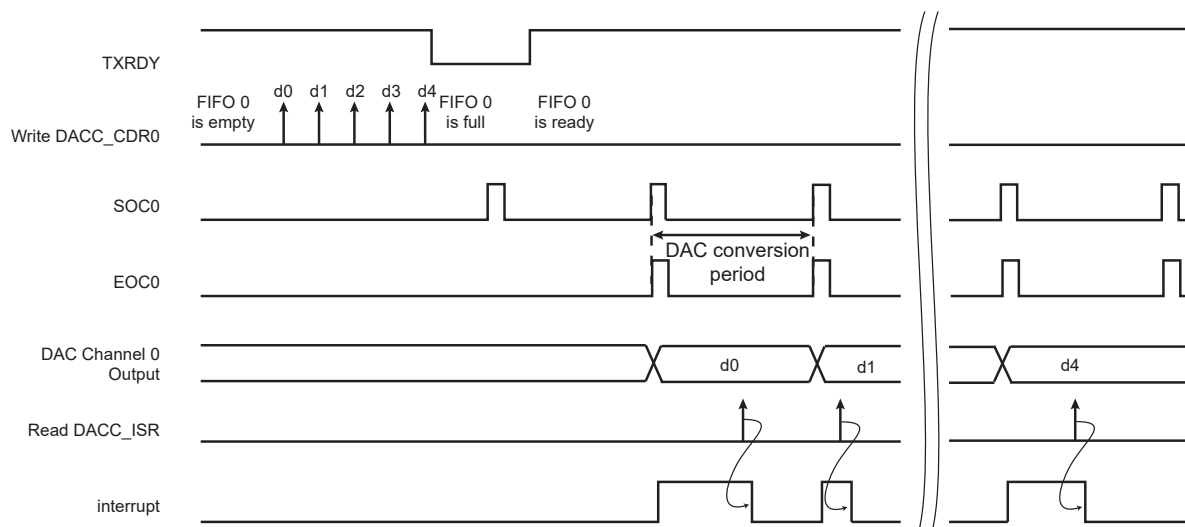 TXRDY
d0 d1 d2 d3 d4
FIFO 0
is empty
FIFO 0
is full
FIFO 0
is ready
Write DACC_CDR0
SOC0
DAC conversion
period
EOC0
DAC Channel 0
Output
d0
d1
d4
Read DACC_ISR
interrupt